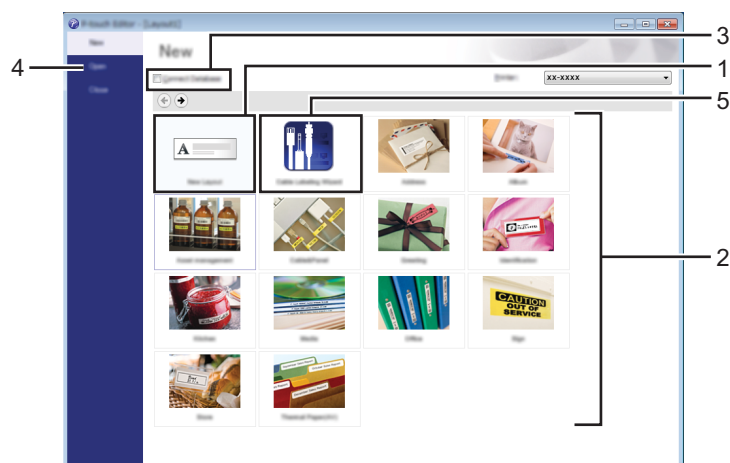 P-touch Editor - [Layout1]
3
New
New
1
4
Open
Connect Database
Printer:
XX-XXXX
Close
5
A
New Layout
Cable Labeling Wizard
Address
Album
2
Asset management
Cable&Panel
Greeting
Identification
CAUTION
OUT OF
SERVICE
Kitchen
Media
Office
Sign
Store